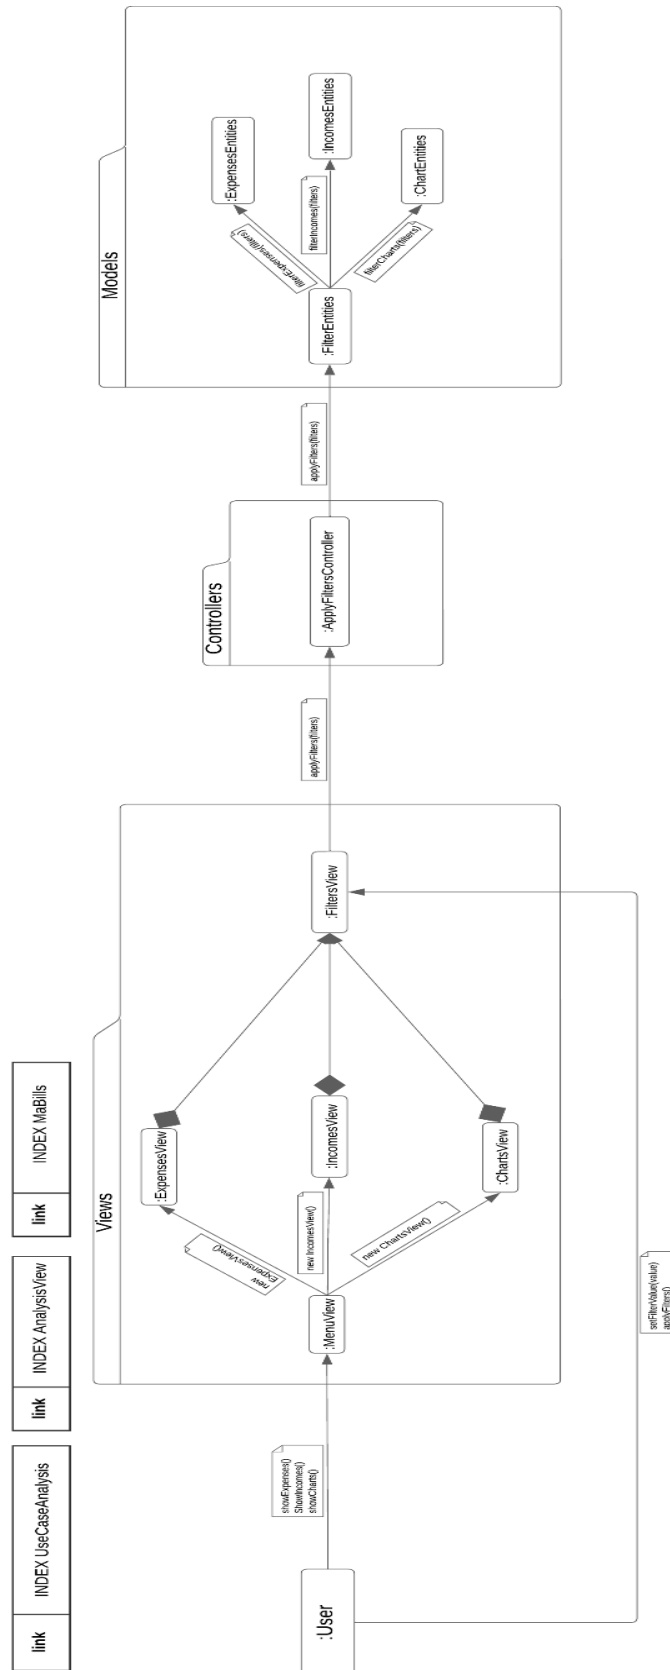 link
INDEX UseCaseAnalysis
link
INDEX AnalysisView
link
INDEX MaBills
:User
showExpenses()
ShowIncomes()
showCharts()
setFilterValue(value)
applyFilters()
Views
:MenuView
new
ExpensesView()
new IncomesView()
new ChartsView()
:ExpensesView
:IncomesView
:ChartsView
:FiltersView
applyFilters(filters)
Controllers
:ApplyFiltersController
applyFilters(filters)
Models
:FilterEntities
filterExpenses(filters)
filterIncomes(filters)
filterCharts(filters)
:ExpensesEntities
:IncomesEntities
:ChartEntities